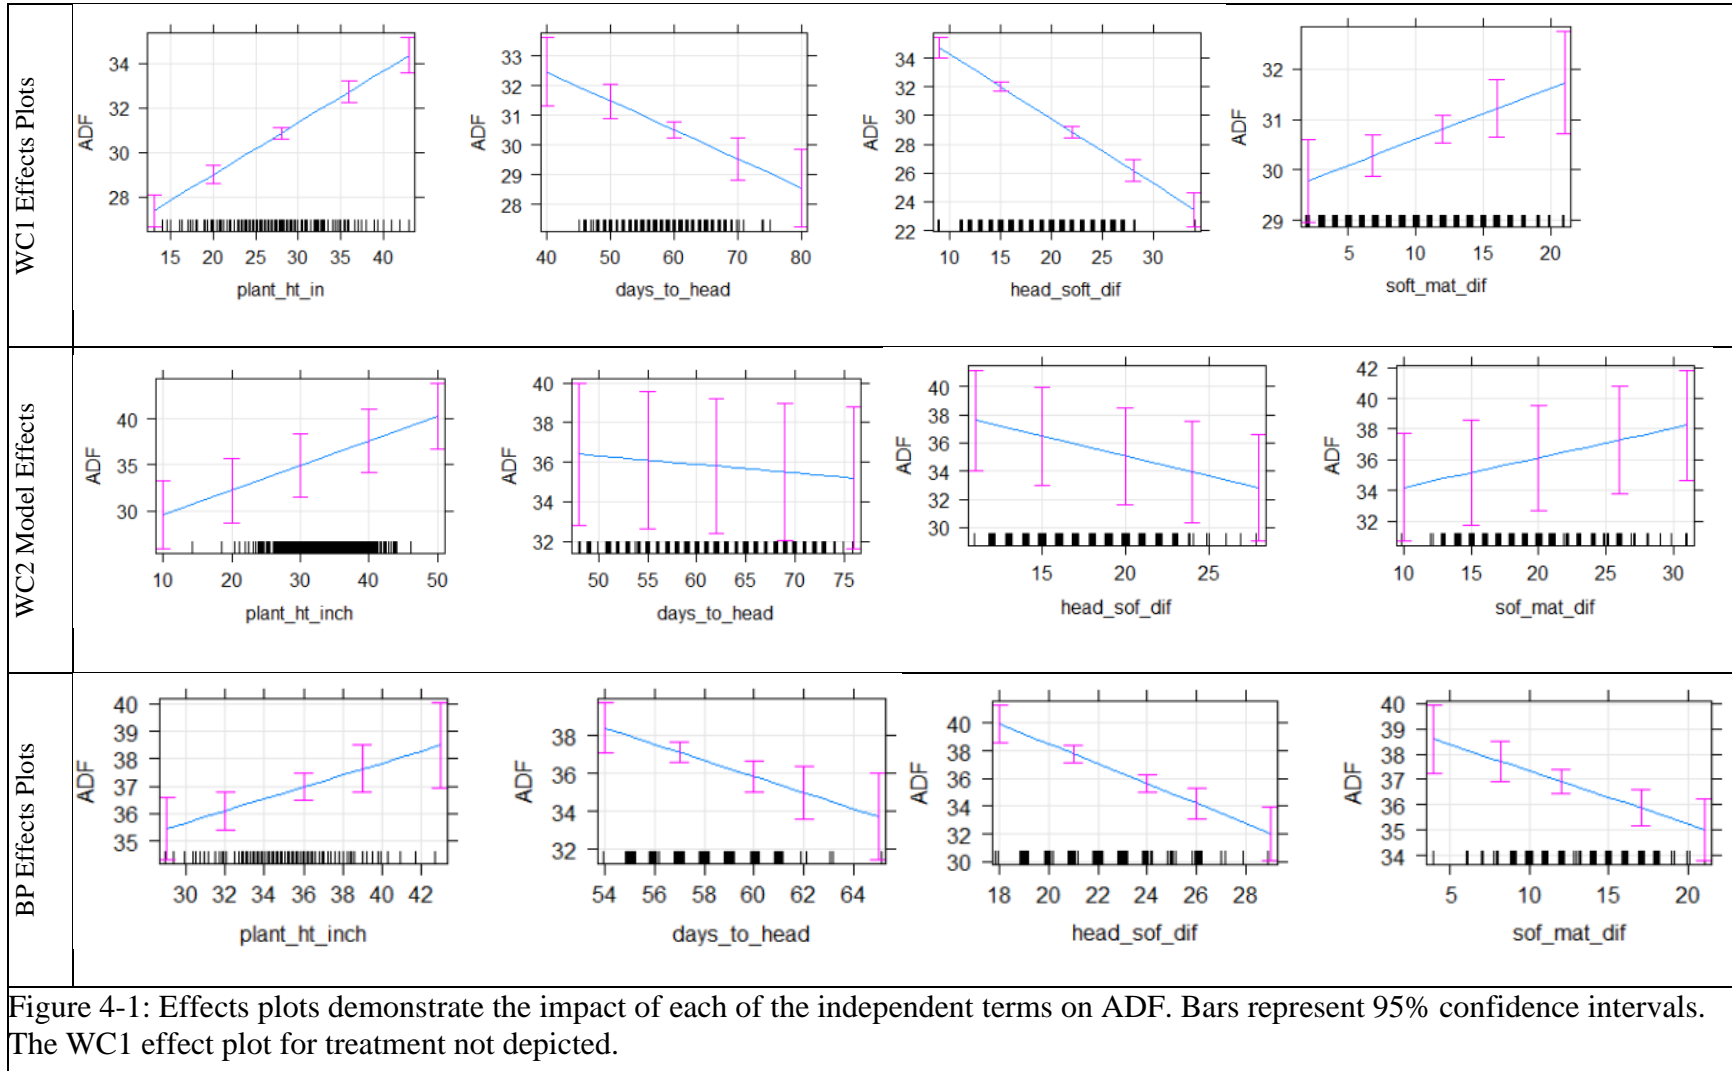 WC1 Effects Plots
ADF
34
32
30
28
15 20 25 30 35 40
plant_ht_in
ADF
33
32
31
30
29
28
40 50 60 70 80
days_to_head
ADF
34
32
30
28
26
24
22
10 15 20 25 30
head_soft_dif
ADF
32
31
30
29
5 10 15 20
soft_mat_dif
WC2 Model Effects
ADF
40
35
30
10 20 30 40 50
plant_ht_inch
ADF
40
38
36
34
32
50 55 60 65 70 75
days_to_head
ADF
40
38
36
34
32
30
15 20 25
head_sof_dif
ADF
42
40
38
36
34
32
10 15 20 25 30
sof_mat_dif
BP Effects Plots
ADF
40
39
38
37
36
35
30 32 34 36 38 40 42
plant_ht_inch
ADF
38
36
34
32
54 56 58 60 62 64
days_to_head
ADF
40
38
36
34
32
30
18 20 22 24 26 28
head_sof_dif
ADF
40
39
38
37
36
35
34
5 10 15 20
sof_mat_dif
Figure 4-1: Effects plots demonstrate the impact of each of the independent terms on ADF. Bars represent 95% confidence intervals.
The WC1 effect plot for treatment not depicted.